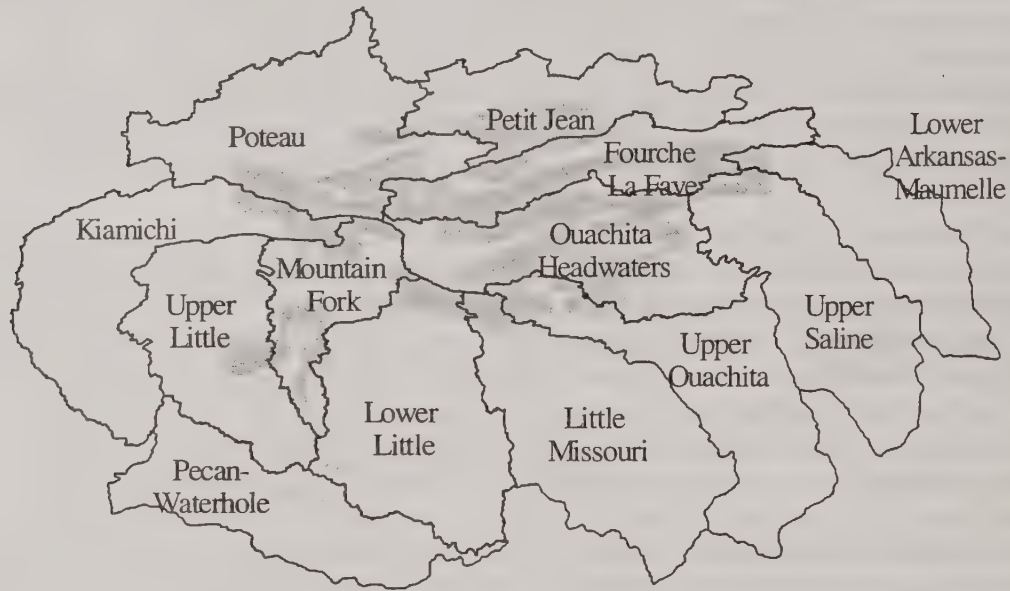 Poteau
Petit Jean
Fourche
La Fave
Lower
Arkansas-
Maumelle
Kiamichi
Mountain
Fork
Ouachita
Headwaters
Upper
Little
Upper
Saline
Upper
Ouachita
Lower
Little
Little
Missouri
Pecan-
Waterhole